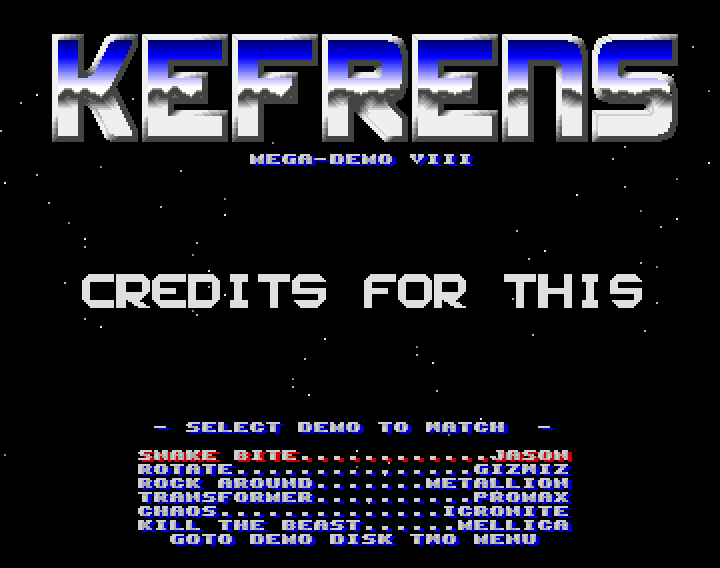 KEFRENS
MEGA-DEMO VIII
CREDITS FOR THIS
- SELECT DEMO TO WATCH -
SNAKE BITE............JASON
ROTATE...............GIZMIZ
ROCK AROUND.......METALLION
TRANSFORMER..........PROMAX
CHAOS..............ICRONITE
KILL THE BEAST......MELLICA
GOTO DEMO DISK TWO MENU